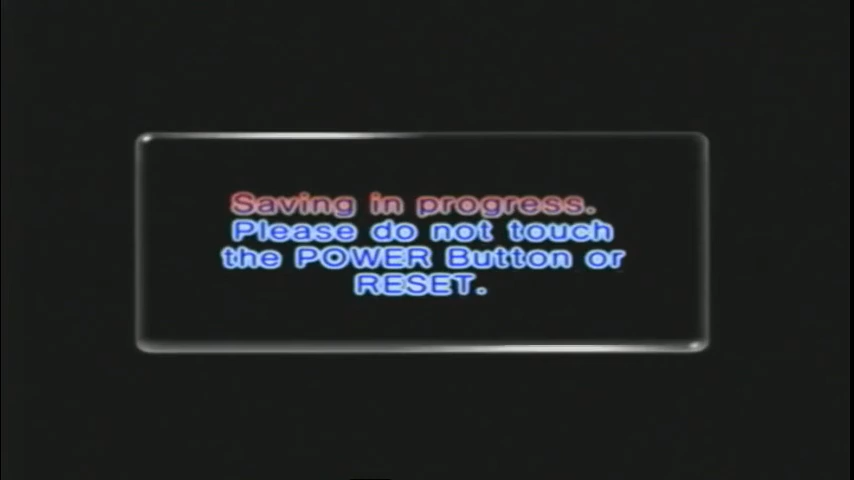 Saving in progress.
Please do not touch
the POWER Button or
RESET.